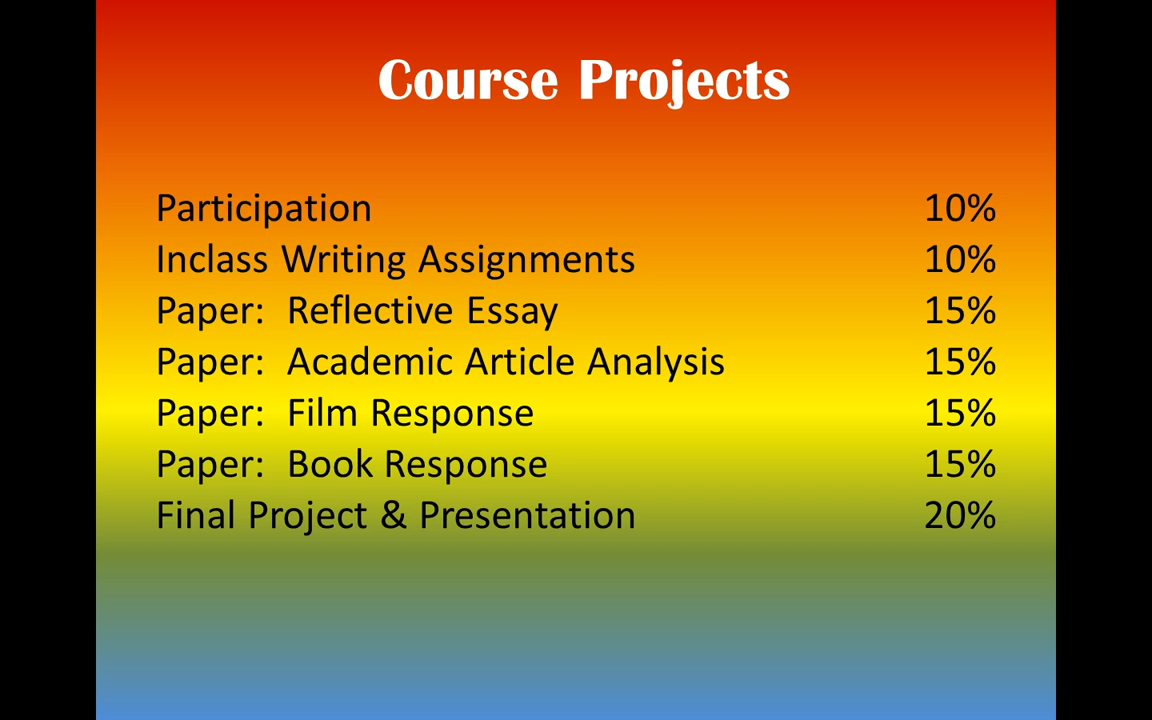 Course Projects
Participation 10%
Inclass Writing Assignments 10%
Paper: Reflective Essay 15%
Paper: Academic Article Analysis 15%
Paper: Film Response 15%
Paper: Book Response 15%
Final Project & Presentation 20%